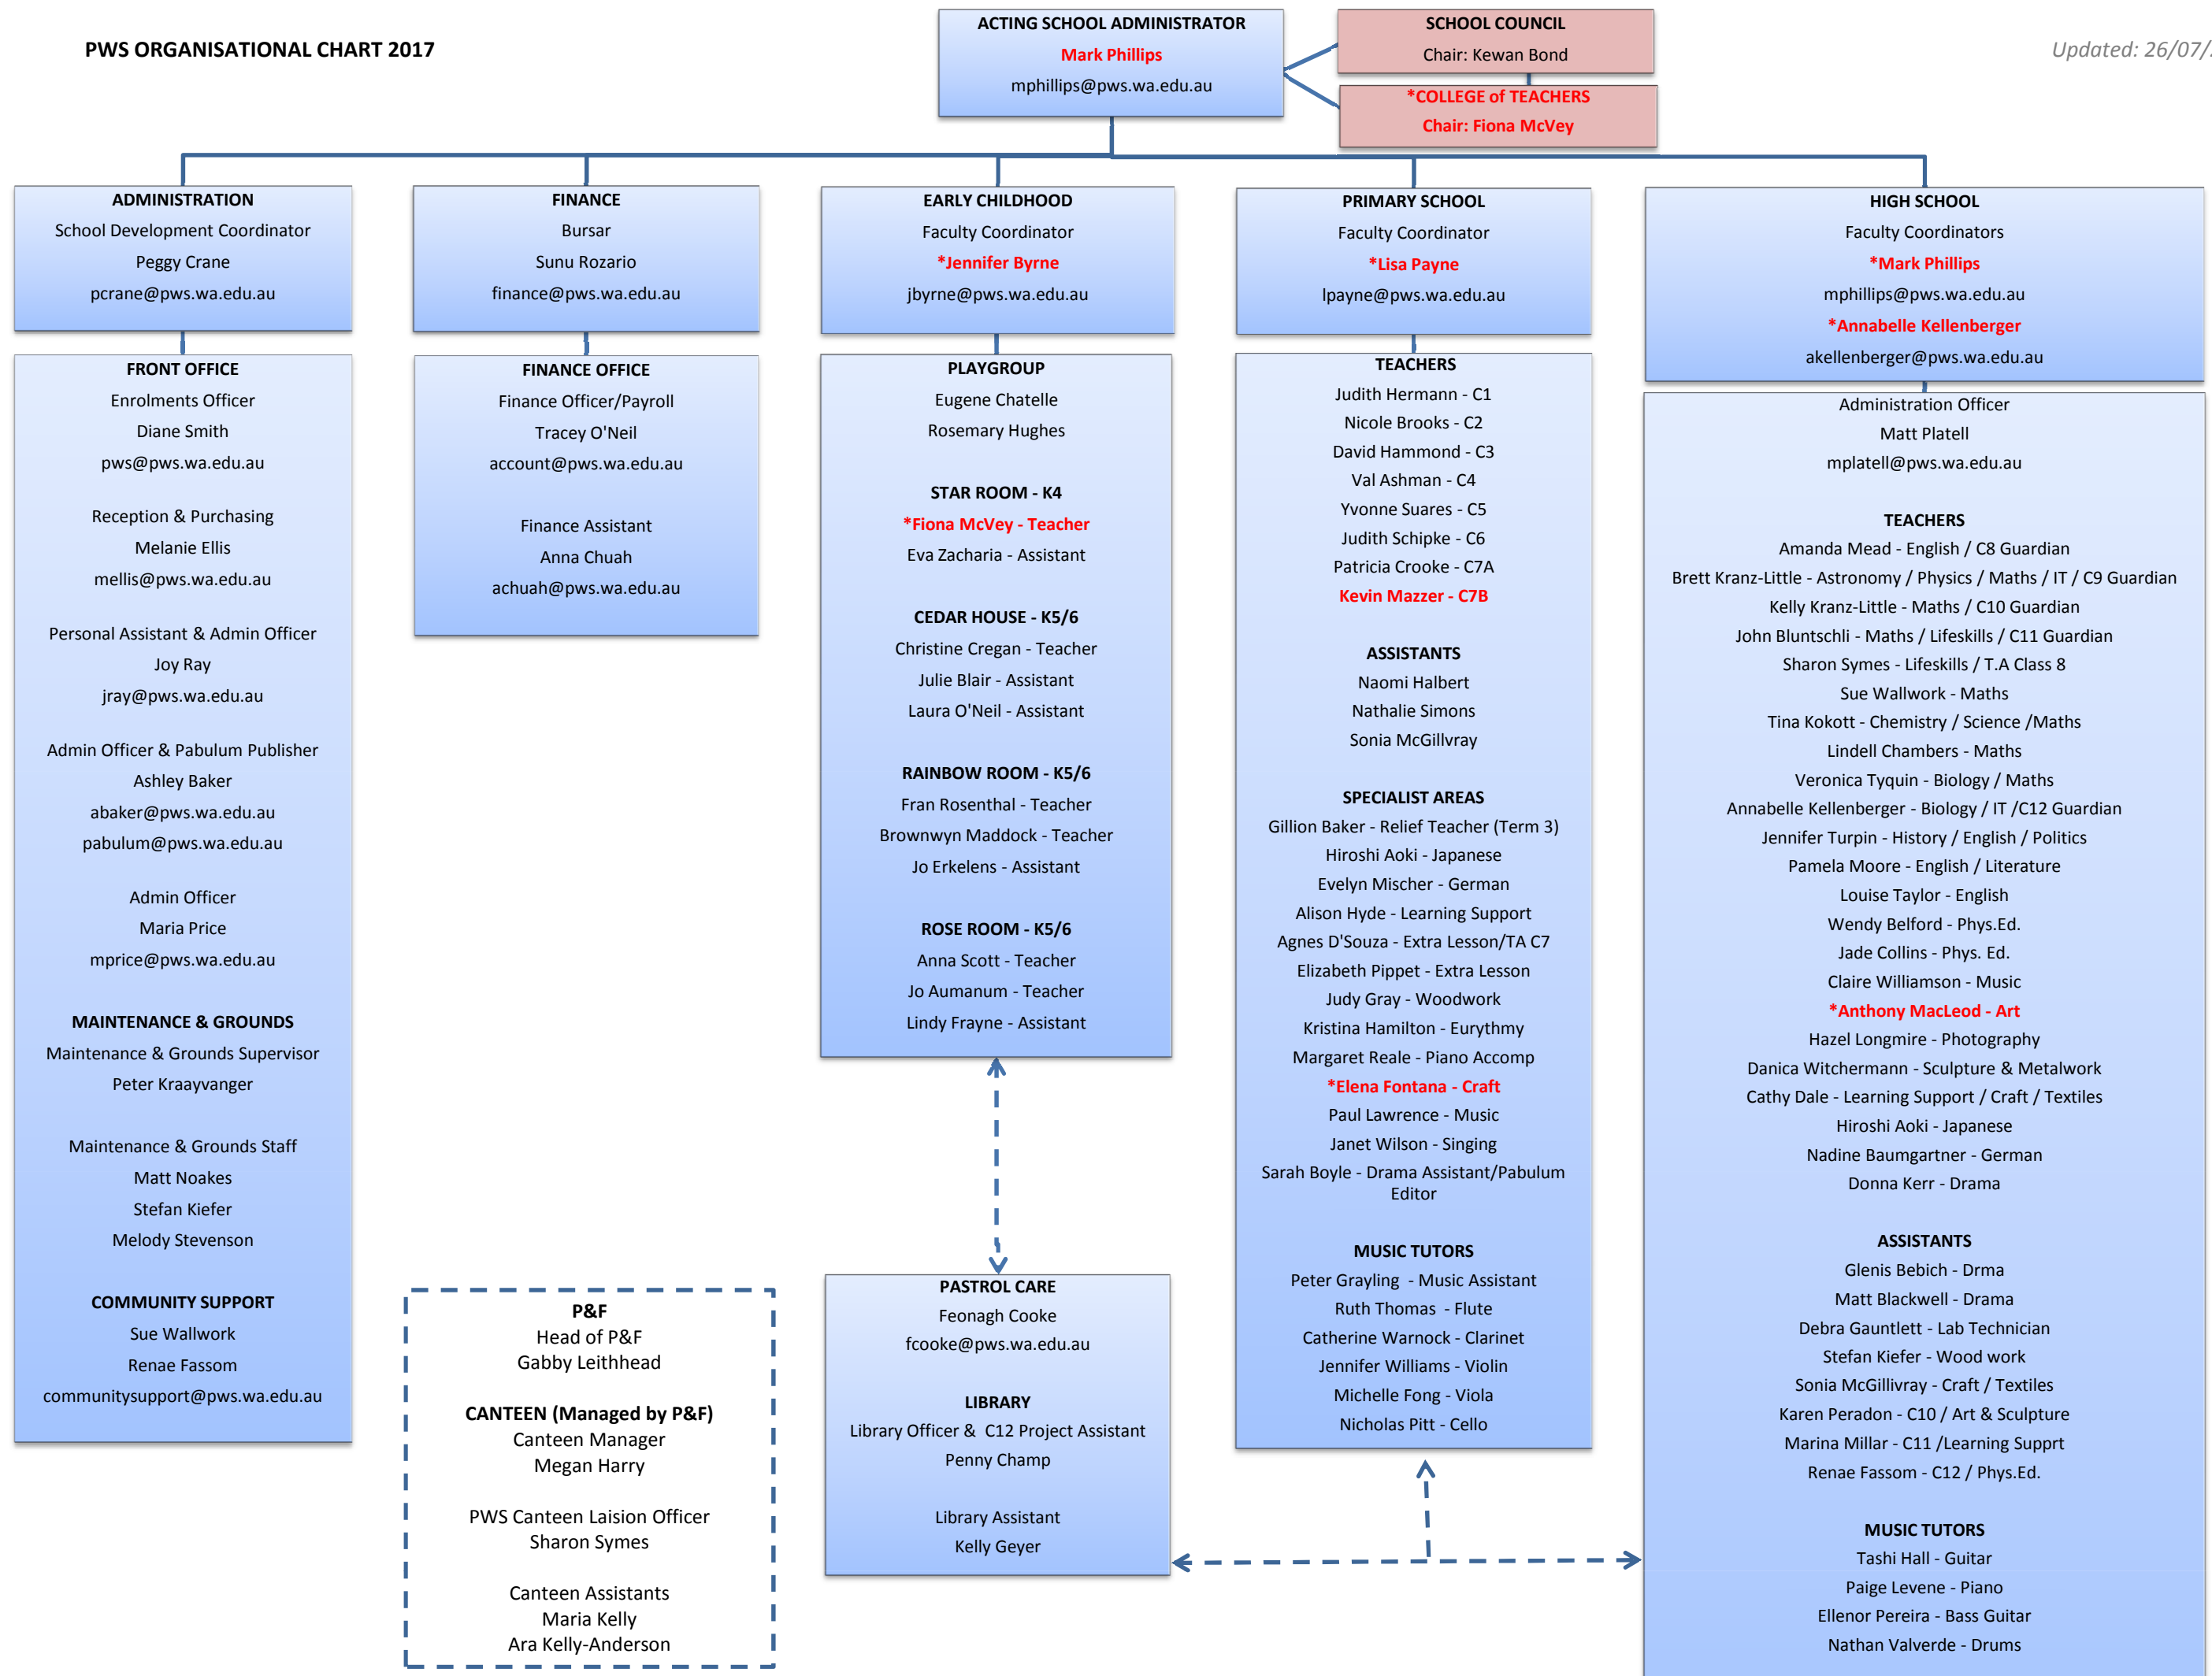 PWS ORGANISATIONAL CHART 2017
ACTING SCHOOL ADMINISTRATOR
Mark Phillips
mphillips@pws.wa.edu.au
SCHOOL COUNCIL
Chair: Kewan Bond
*COLLEGE of TEACHERS
Chair: Fiona McVey
Updated: 26/07/
ADMINISTRATION
School Development Coordinator
Peggy Crane
pcrane@pws.wa.edu.au
FRONT OFFICE
Enrolments Officer
Diane Smith
pws@pws.wa.edu.au
Reception & Purchasing
Melanie Ellis
mellis@pws.wa.edu.au
Personal Assistant & Admin Officer
Joy Ray
jray@pws.wa.edu.au
Admin Officer & Pabulum Publisher
Ashley Baker
abaker@pws.wa.edu.au
pabulum@pws.wa.edu.au
Admin Officer
Maria Price
mprice@pws.wa.edu.au
MAINTENANCE & GROUNDS
Maintenance & Grounds Supervisor
Peter Kraayvanger
Maintenance & Grounds Staff
Matt Noakes
Stefan Kiefer
Melody Stevenson
COMMUNITY SUPPORT
Sue Wallwork
Renae Fassom
communitysupport@pws.wa.edu.au
FINANCE
Bursar
Sunu Rozario
finance@pws.wa.edu.au
FINANCE OFFICE
Finance Officer/Payroll
Tracey O'Neil
account@pws.wa.edu.au
Finance Assistant
Anna Chuah
achuah@pws.wa.edu.au
P&F
Head of P&F
Gabby Leithhead
CANTEEN (Managed by P&F)
Canteen Manager
Megan Harry
PWS Canteen Laision Officer
Sharon Symes
Canteen Assistants
Maria Kelly
Ara Kelly-Anderson
EARLY CHILDHOOD
Faculty Coordinator
*Jennifer Byrne
jbyrne@pws.wa.edu.au
PLAYGROUP
Eugene Chatelle
Rosemary Hughes
STAR ROOM - K4
*Fiona McVey - Teacher
Eva Zacharia - Assistant
CEDAR HOUSE - K5/6
Christine Cregan - Teacher
Julie Blair - Assistant
Laura O'Neil - Assistant
RAINBOW ROOM - K5/6
Fran Rosenthal - Teacher
Brownwyn Maddock - Teacher
Jo Erkelens - Assistant
ROSE ROOM - K5/6
Anna Scott - Teacher
Jo Aumanum - Teacher
Lindy Frayne - Assistant
PASTROL CARE
Feonagh Cooke
fcooke@pws.wa.edu.au
LIBRARY
Library Officer & C12 Project Assistant
Penny Champ
Library Assistant
Kelly Geyer
PRIMARY SCHOOL
Faculty Coordinator
*Lisa Payne
lpayne@pws.wa.edu.au
TEACHERS
Judith Hermann - C1
Nicole Brooks - C2
David Hammond - C3
Val Ashman - C4
Yvonne Suares - C5
Judith Schipke - C6
Patricia Crooke - C7A
Kevin Mazzer - C7B
ASSISTANTS
Naomi Halbert
Nathalie Simons
Sonia McGillvray
SPECIALIST AREAS
Gillion Baker - Relief Teacher (Term 3)
Hiroshi Aoki - Japanese
Evelyn Mischer - German
Alison Hyde - Learning Support
Agnes D'Souza - Extra Lesson/TA C7
Elizabeth Pippet - Extra Lesson
Judy Gray - Woodwork
Kristina Hamilton - Eurythmy
Margaret Reale - Piano Accomp
*Elena Fontana - Craft
Paul Lawrence - Music
Janet Wilson - Singing
Sarah Boyle - Drama Assistant/Pabulum
Editor
MUSIC TUTORS
Peter Grayling - Music Assistant
Ruth Thomas - Flute
Catherine Warnock - Clarinet
Jennifer Williams - Violin
Michelle Fong - Viola
Nicholas Pitt - Cello
HIGH SCHOOL
Faculty Coordinators
*Mark Phillips
mphillips@pws.wa.edu.au
*Annabelle Kellenberger
akellenberger@pws.wa.edu.au
Administration Officer
Matt Platell
mplatell@pws.wa.edu.au
TEACHERS
Amanda Mead - English / C8 Guardian
Brett Kranz-Little - Astronomy / Physics / Maths / IT / C9 Guardian
Kelly Kranz-Little - Maths / C10 Guardian
John Bluntschli - Maths / Lifeskills / C11 Guardian
Sharon Symes - Lifeskills / T.A Class 8
Sue Wallwork - Maths
Tina Kokott - Chemistry / Science /Maths
Lindell Chambers - Maths
Veronica Tyquin - Biology / Maths
Annabelle Kellenberger - Biology / IT /C12 Guardian
Jennifer Turpin - History / English / Politics
Pamela Moore - English / Literature
Louise Taylor - English
Wendy Belford - Phys.Ed.
Jade Collins - Phys. Ed.
Claire Williamson - Music
*Anthony MacLeod - Art
Hazel Longmire - Photography
Danica Witchermann - Sculpture & Metalwork
Cathy Dale - Learning Support / Craft / Textiles
Hiroshi Aoki - Japanese
Nadine Baumgartner - German
Donna Kerr - Drama
ASSISTANTS
Glenis Bebich - Drma
Matt Blackwell - Drama
Debra Gauntlett - Lab Technician
Stefan Kiefer - Wood work
Sonia McGillivray - Craft / Textiles
Karen Peradon - C10 / Art & Sculpture
Marina Millar - C11 /Learning Supprt
Renae Fassom - C12 / Phys.Ed.
MUSIC TUTORS
Tashi Hall - Guitar
Paige Levene - Piano
Ellenor Pereira - Bass Guitar
Nathan Valverde - Drums